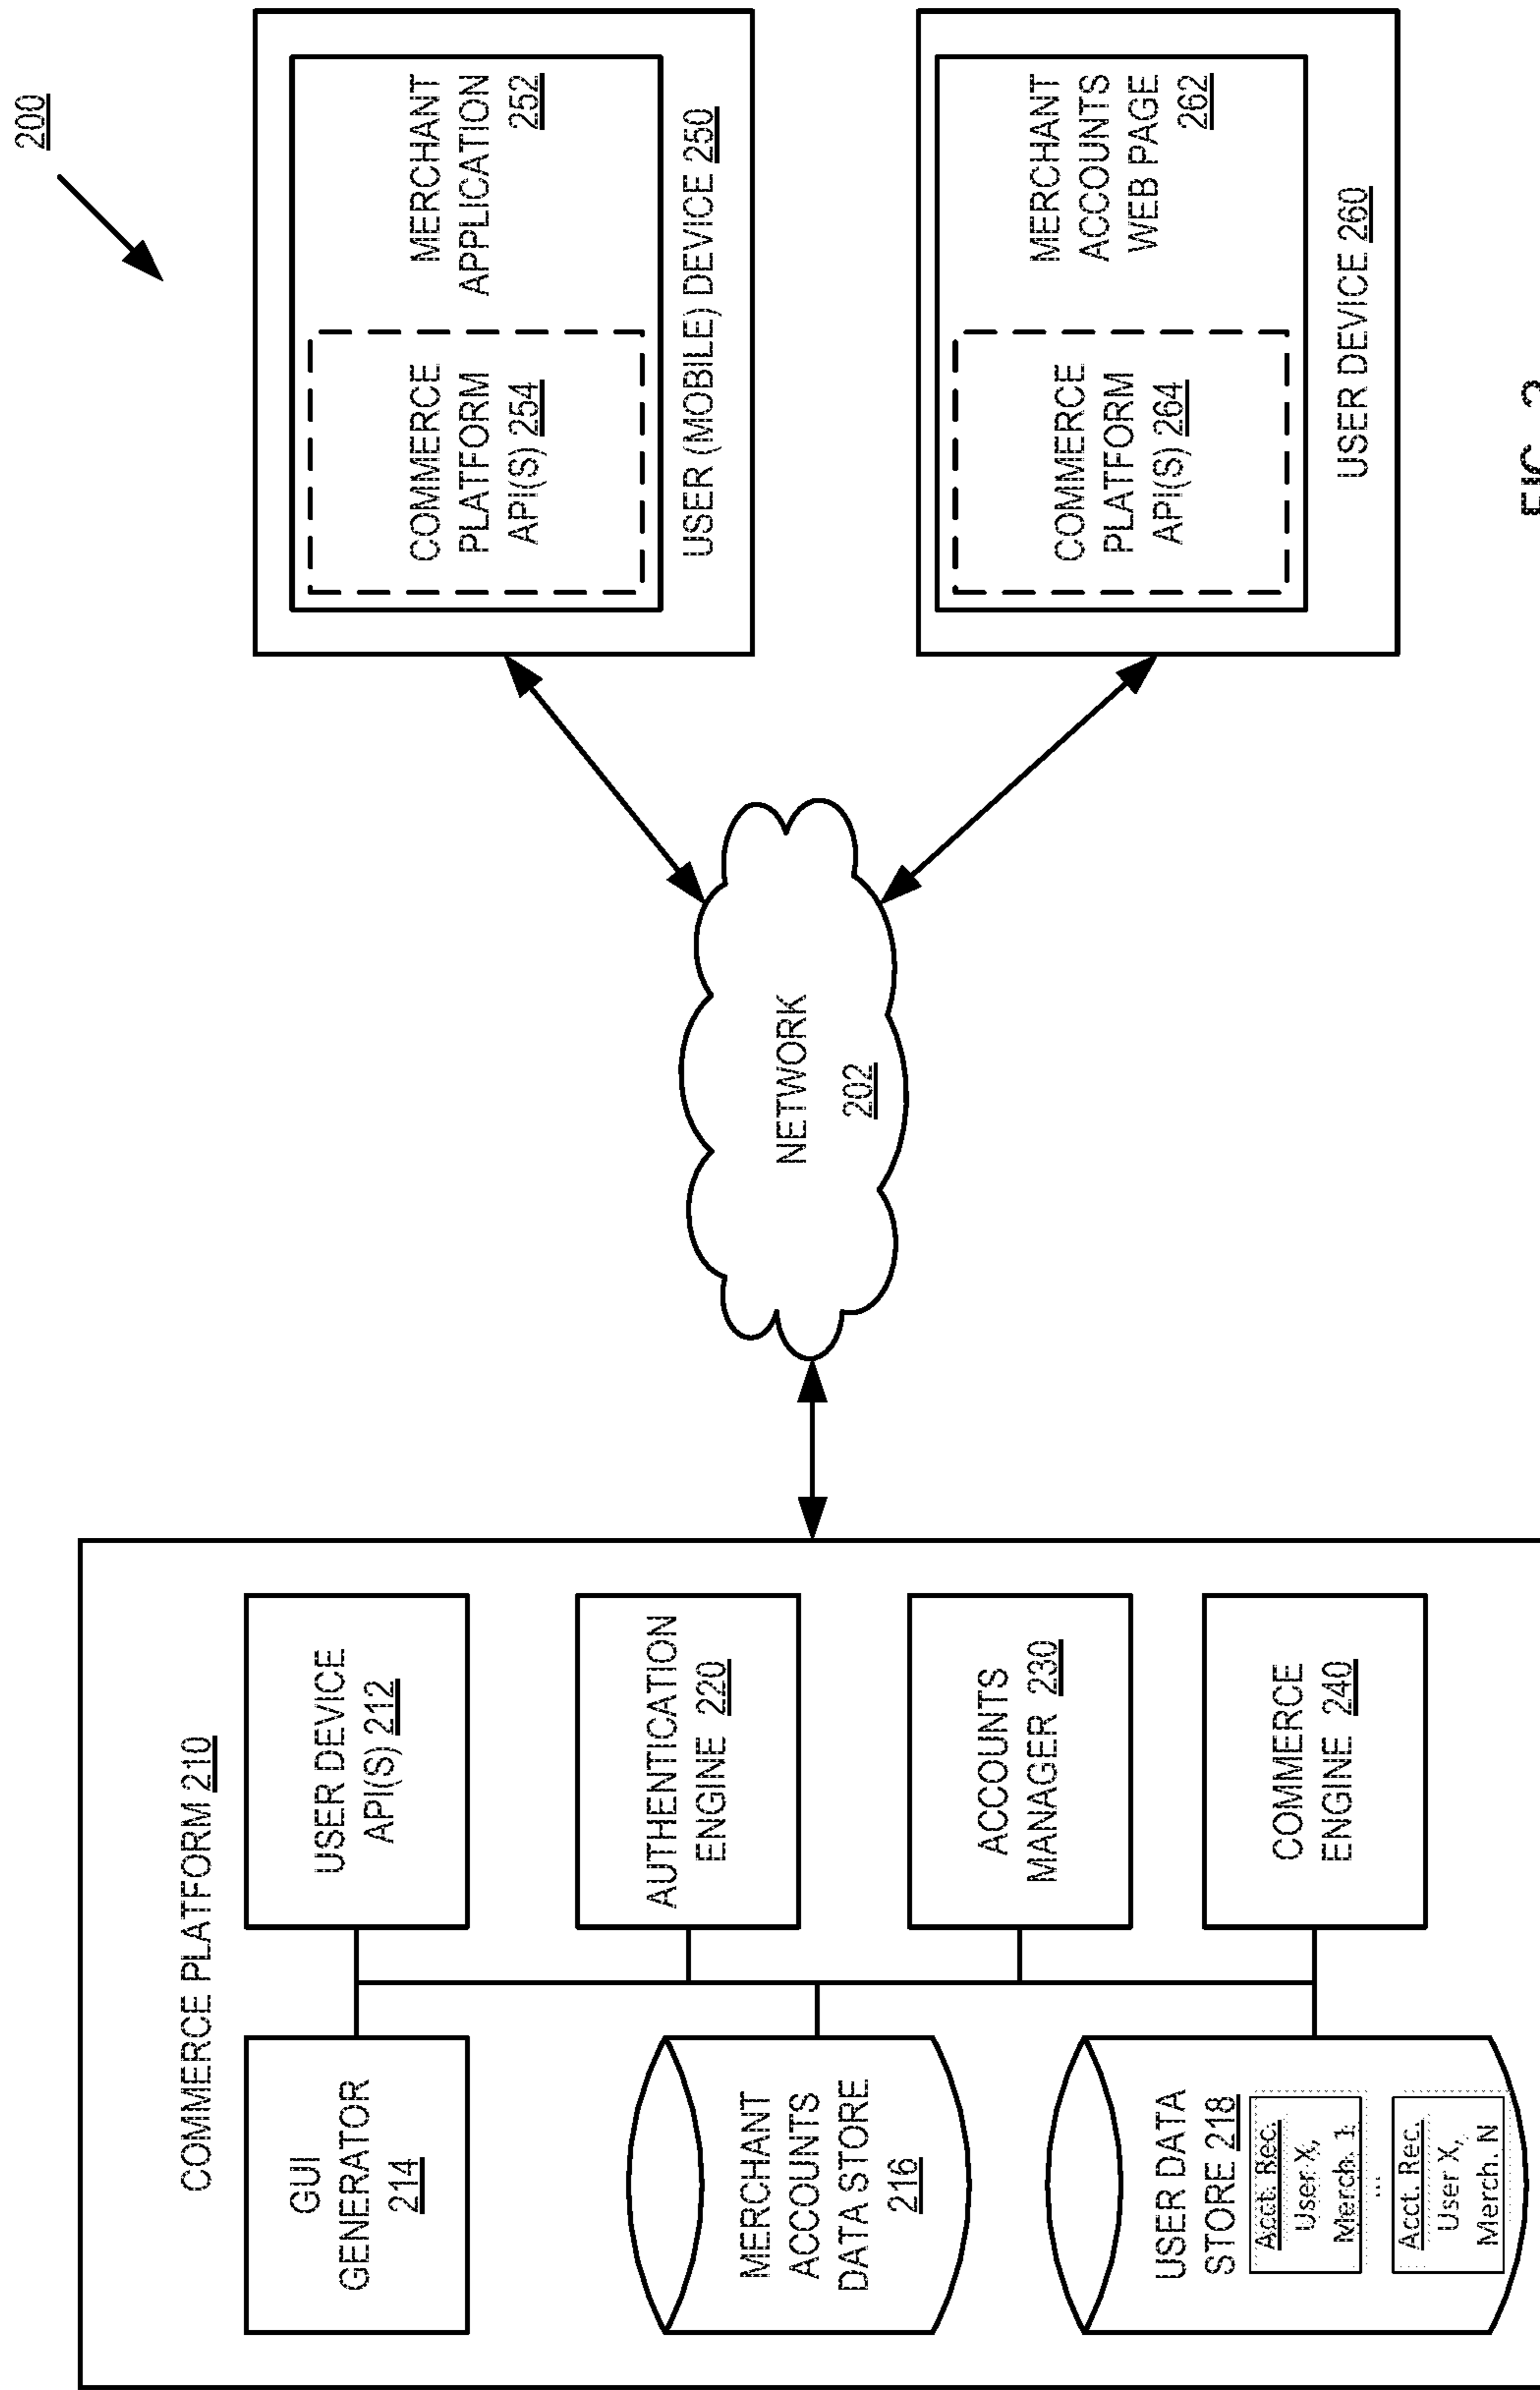 200
COMMERCE PLATFORM 210
GUI
GENERATOR
214
USER DEVICE
API(S) 212
MERCHANT
ACCOUNTS
DATA STORE
216
AUTHENTICATION
ENGINE 220
ACCOUNTS
MANAGER 230
USER DATA
STORE 218
Acct. Rec.
User X,
Merch. 1
...
Acct. Rec.
User X,
Merch. N
COMMERCE
ENGINE 240
NETWORK
202
COMMERCE
PLATFORM
API(S) 254
MERCHANT
APPLICATION
252
USER (MOBILE) DEVICE 250
COMMERCE
PLATFORM
API(S) 264
MERCHANT
ACCOUNTS
WEB PAGE
262
USER DEVICE 260